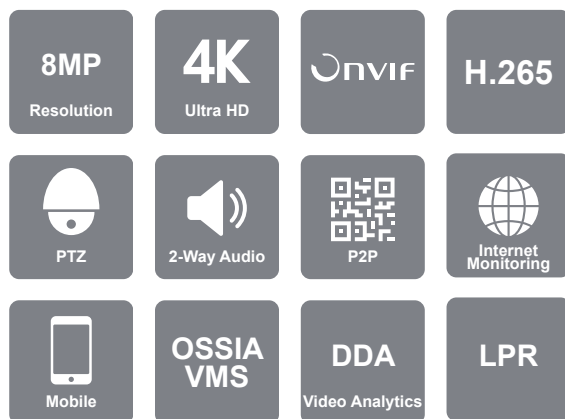 8MP
Resolution
4K
Ultra HD
ONVIF
H.265
PTZ
2-Way Audio
P2P
Internet
Monitoring
Mobile
OSSIA
VMS
DDA
Video Analytics
LPR